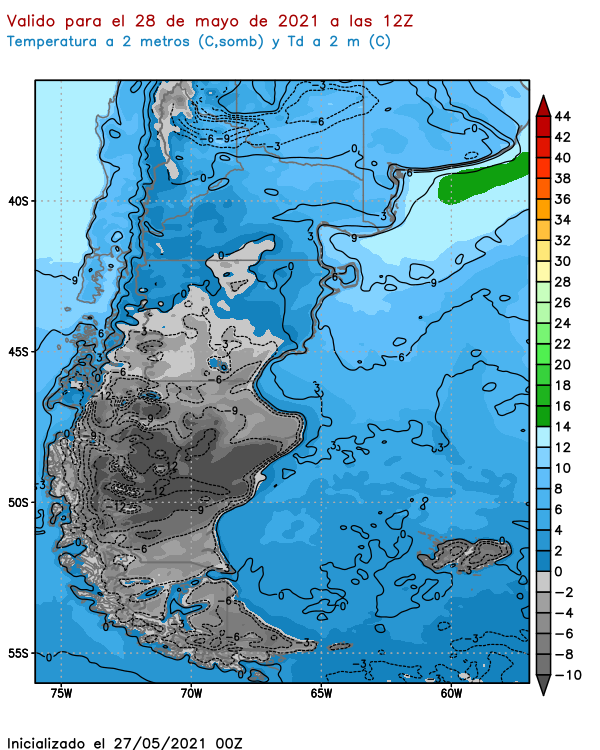 Valido para el 28 de mayo de 2021 a las 12Z
Temperatura a 2 metros (C,somb) y Td a 2 m (C)
40S
45S
50S
55S
75W
70W
65W
60W
44
42
40
38
36
34
32
30
28
26
24
22
20
18
16
14
12
10
8
6
4
2
0
−2
−4
−6
−8
−10
Inicializado el 27/05/2021 00Z